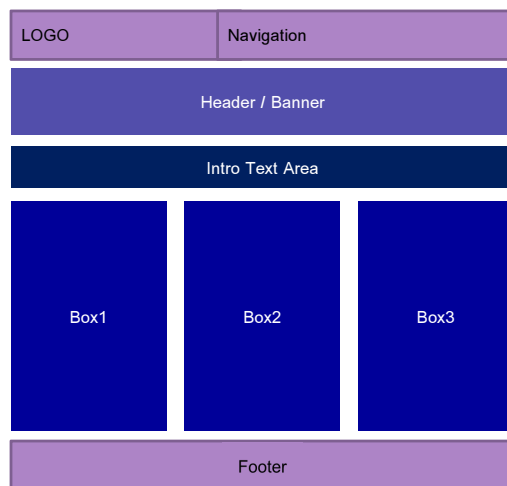 LOGO
Navigation
Header / Banner
Intro Text Area
Box1
Box2
Box3
Footer